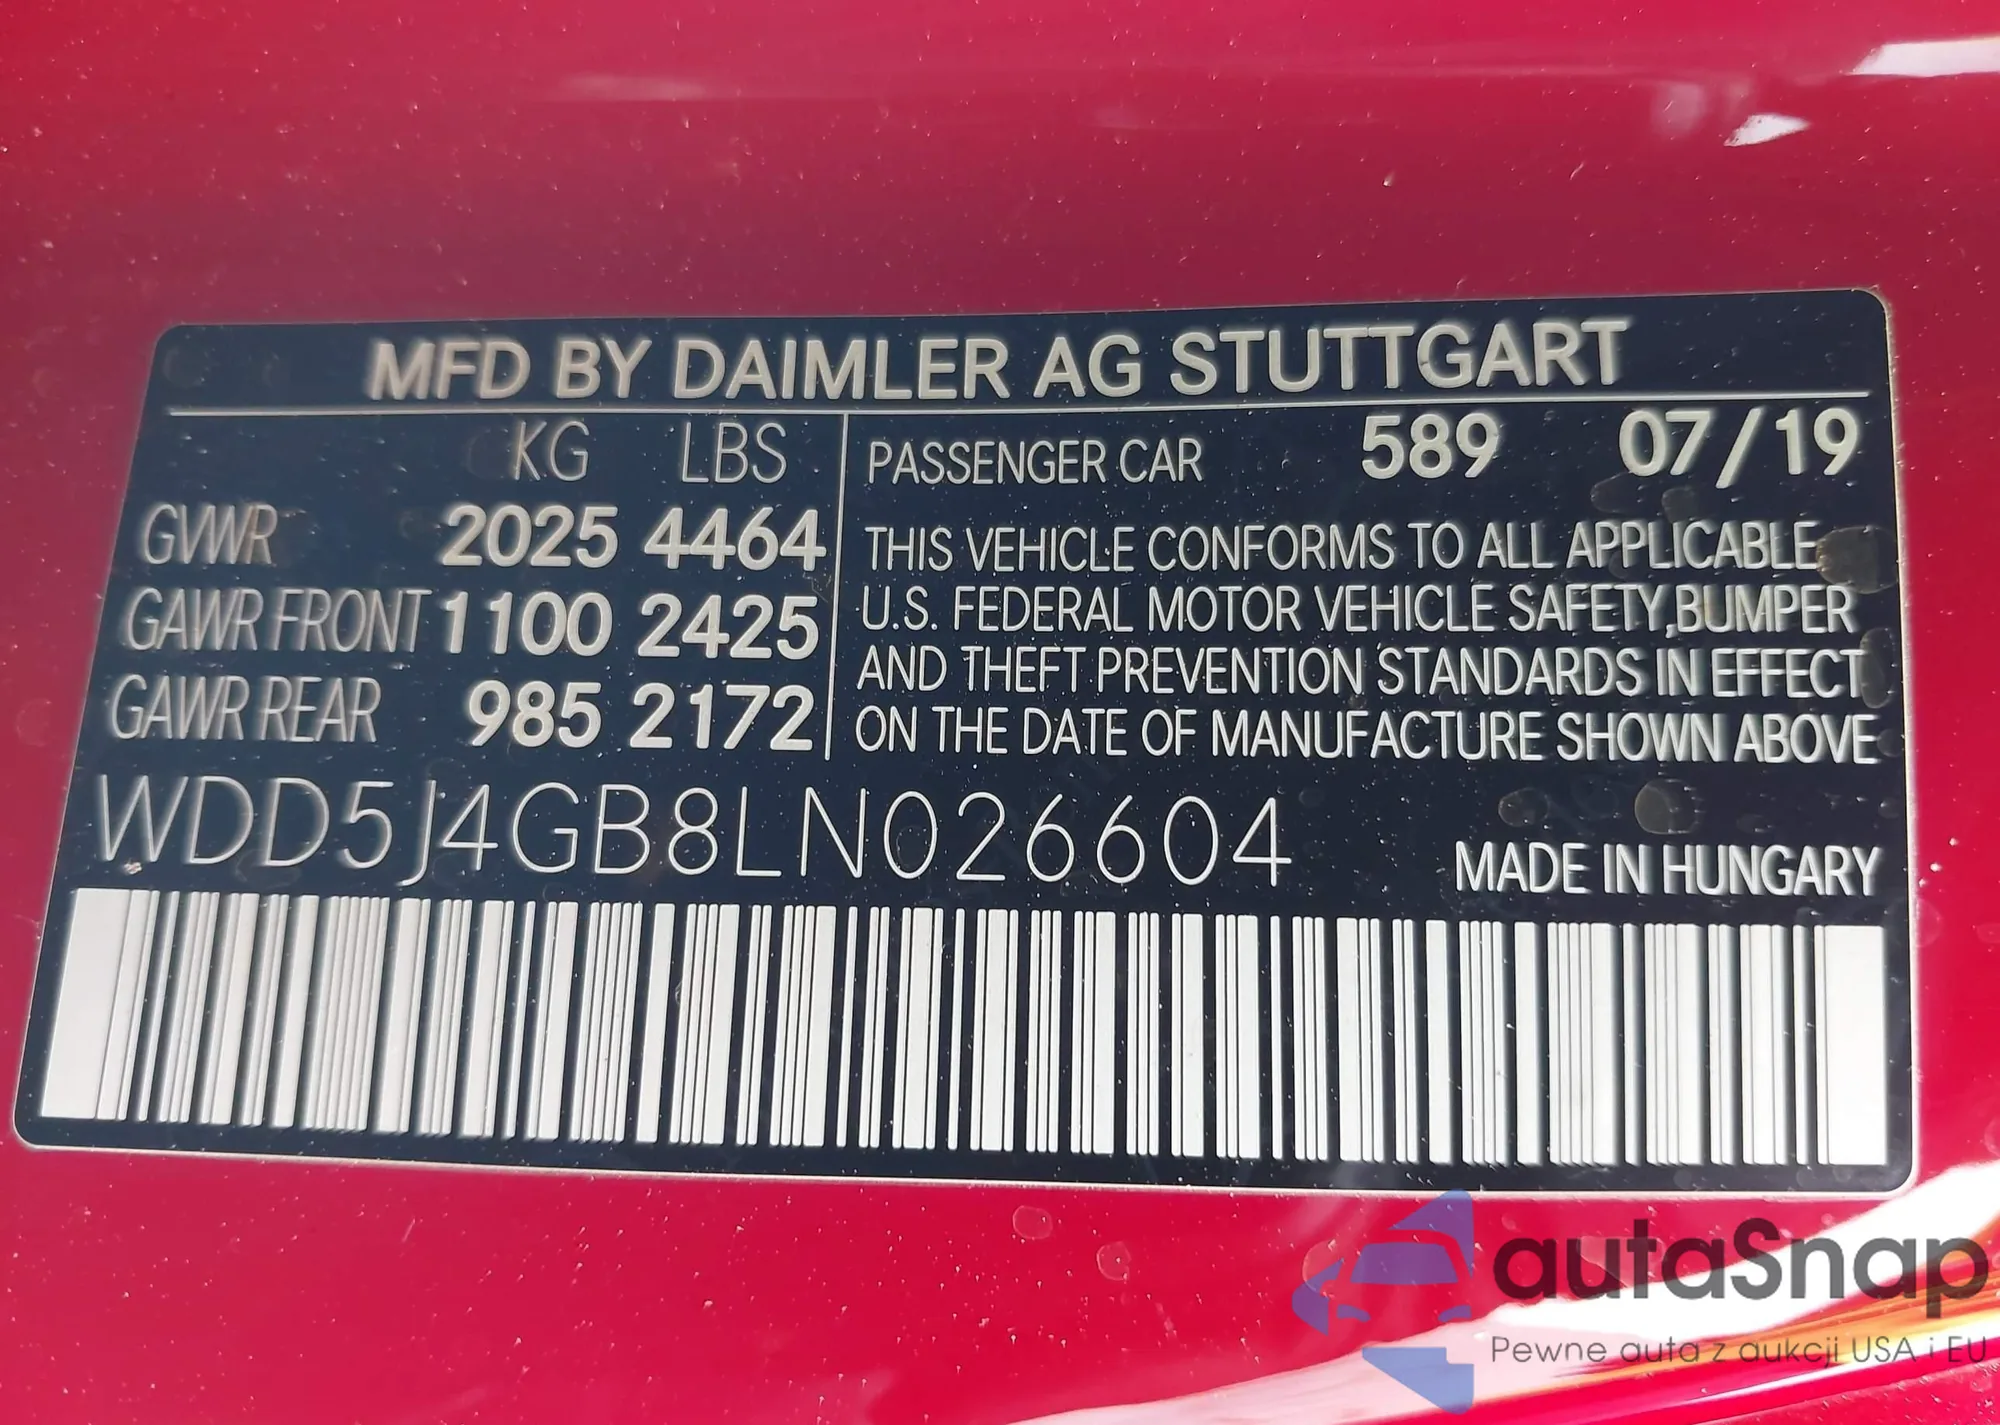 MFD BY DAIMLER AG STUTTGART
KG LBS
GVWR 2025 4464
GAWR FRONT 1100 2425
GAWR REAR 985 2172
PASSENGER CAR 589 07/19
THIS VEHICLE CONFORMS TO ALL APPLICABLE
U.S. FEDERAL MOTOR VEHICLE SAFETY,BUMPER
AND THEFT PREVENTION STANDARDS IN EFFECT
ON THE DATE OF MANUFACTURE SHOWN ABOVE
WDD5J4GB8LN026604
MADE IN HUNGARY
autaSnap
Pewne auta z aukcji USA i EU